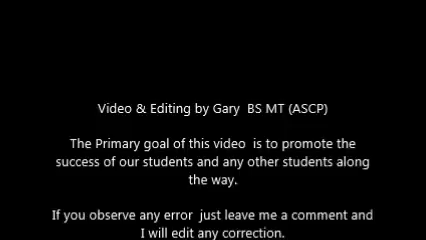 Video & Editing by Gary  BS MT (ASCP)
The Primary goal of this video  is to promote the
success of our students and any other students along
the way.
If you observe any error  just leave me a comment and
I will edit any correction.